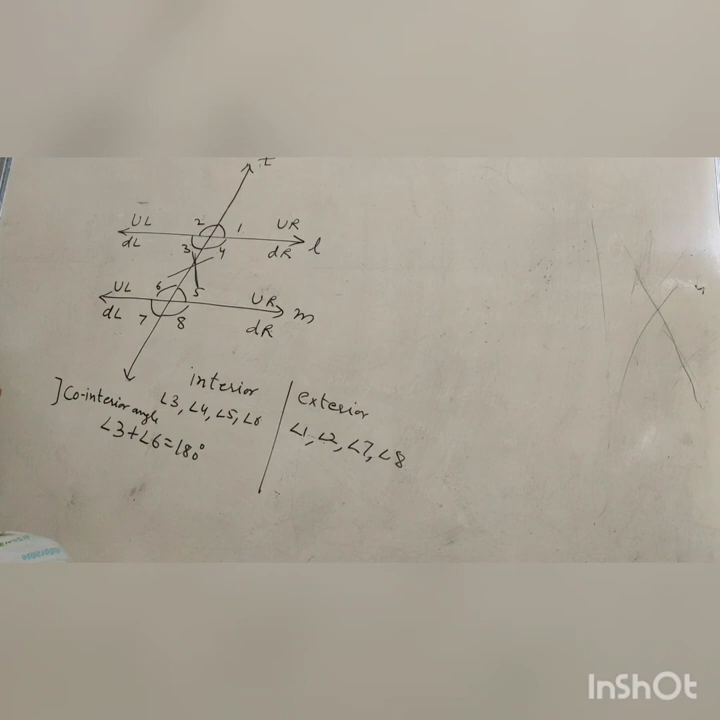 t
UL 2 1 UR
dL 3 4 dR l
UL 6 5 UR m
dL 7 8 dR
interior
∠3, ∠4, ∠5, ∠6
exterior
∠1, ∠2, ∠7, ∠8
] Co-interior angle
∠3+∠6=180°
InShOt